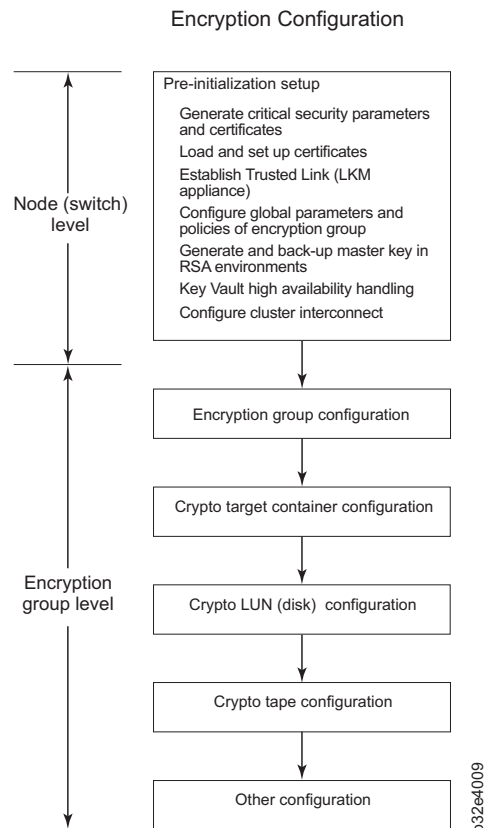 Encryption Configuration
Pre-initialization setup
Generate critical security parameters
and certificates
Load and set up certificates
Establish Trusted Link (LKM
appliance)
Configure global parameters and
policies of encryption group
Generate and back-up master key in
RSA environments
Key Vault high availability handling
Configure cluster interconnect
Node (switch)
level
Encryption group configuration
Crypto target container configuration
Encryption
group level
Crypto LUN (disk) configuration
Crypto tape configuration
Other configuration
b32e4009